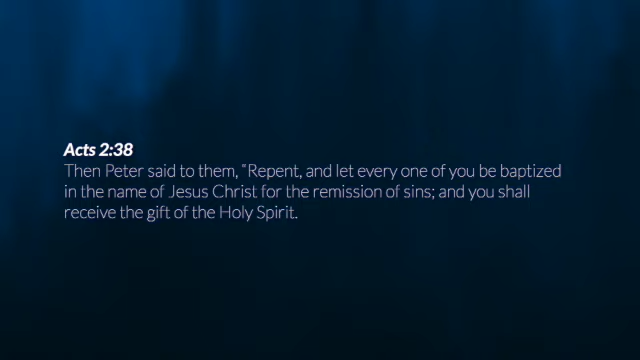 Acts 2:38
Then Peter said to them, “Repent, and let every one of you be baptized
in the name of Jesus Christ for the remission of sins; and you shall
receive the gift of the Holy Spirit.